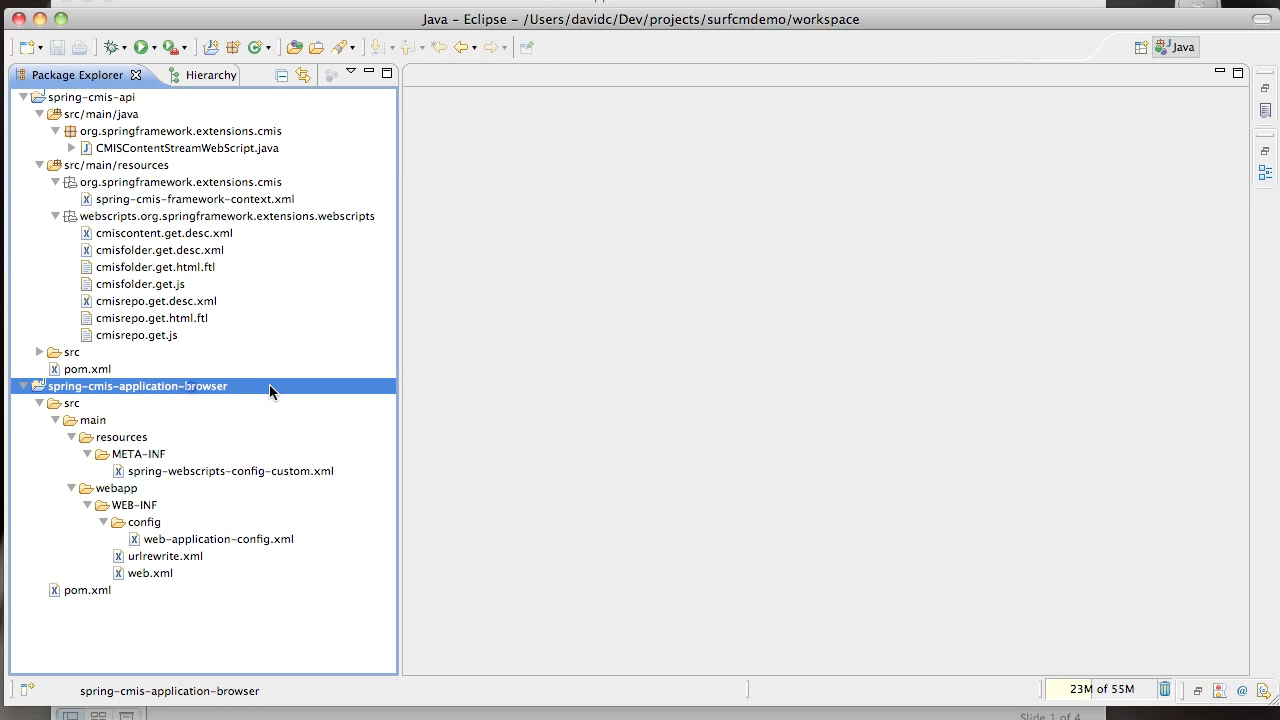 Java - Eclipse - /Users/davidc/Dev/projects/surfcmdemo/workspace
Java
Package Explorer
Hierarchy
spring-cmis-api
src/main/java
org.springframework.extensions.cmis
CMISContentStreamWebScript.java
src/main/resources
org.springframework.extensions.cmis
spring-cmis-framework-context.xml
webscripts.org.springframework.extensions.webscripts
cmiscontent.get.desc.xml
cmisfolder.get.desc.xml
cmisfolder.get.html.ftl
cmisfolder.get.js
cmisrepo.get.desc.xml
cmisrepo.get.html.ftl
cmisrepo.get.js
src
pom.xml
spring-cmis-application-browser
src
main
resources
META-INF
spring-webscripts-config-custom.xml
webapp
WEB-INF
config
web-application-config.xml
urlrewrite.xml
web.xml
pom.xml
spring-cmis-application-browser
23M of 55M
Slide 1 of 4